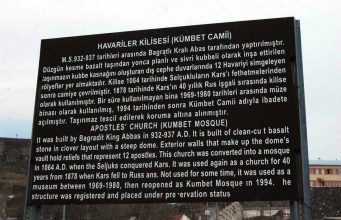 HAVARİLER KİLİSESİ (KÜMBET CAMİİ)
M.S.932-937 tarihleri arasında Bagratlı Kralı Abas tarafından yaptırılmıştır.
Düzgün kesme bazalt taşından yonca planlı ve sivri kubbeli olarak inşa ettirilen
taşınmazın kubbe kasnağını oluşturan dış cephe duvarlarında 12 Havariyi simgeleyen
rölyefler yer almaktadır. 1064 tarihinde Selçukluların Kars'ı fethetmelerinden
sonra camiye çevrilmiştir. 1878 tarihinde Kars'ın 40 yıllık Rus işgali sırasında kilise
olarak kullanılmıştır. Bir süre kullanılmayan bina 1969-1980 tarihleri arasında müze
binası olarak kullanılmış, 1994 tarihinden sonra Kümbet Camii adıyla ibadete
açılmıştır. Taşınmaz tescil edilerek koruma altına alınmıştır.
APOSTLES' CHURCH (KUMBET MOSQUE)
It was built by Bagradit King Abbas in 932-937 A.D. It is built of clean-cut basalt
stone in clover layout with a steep dome. Exterior walls that make up the dome's
vault hold reliefs that represent 12 apostles. This church was converted into a mosque
in 1064 A.D. when the Seljuks conquered Kars. It was used again as a church for 40
years from 1878 when Kars fell to Russ ans. Not used for some time, it was used as a
museum between 1969-1980, then reopened as Kumbet Mosque in 1994. he
structure was registered and placed under pre ervation status